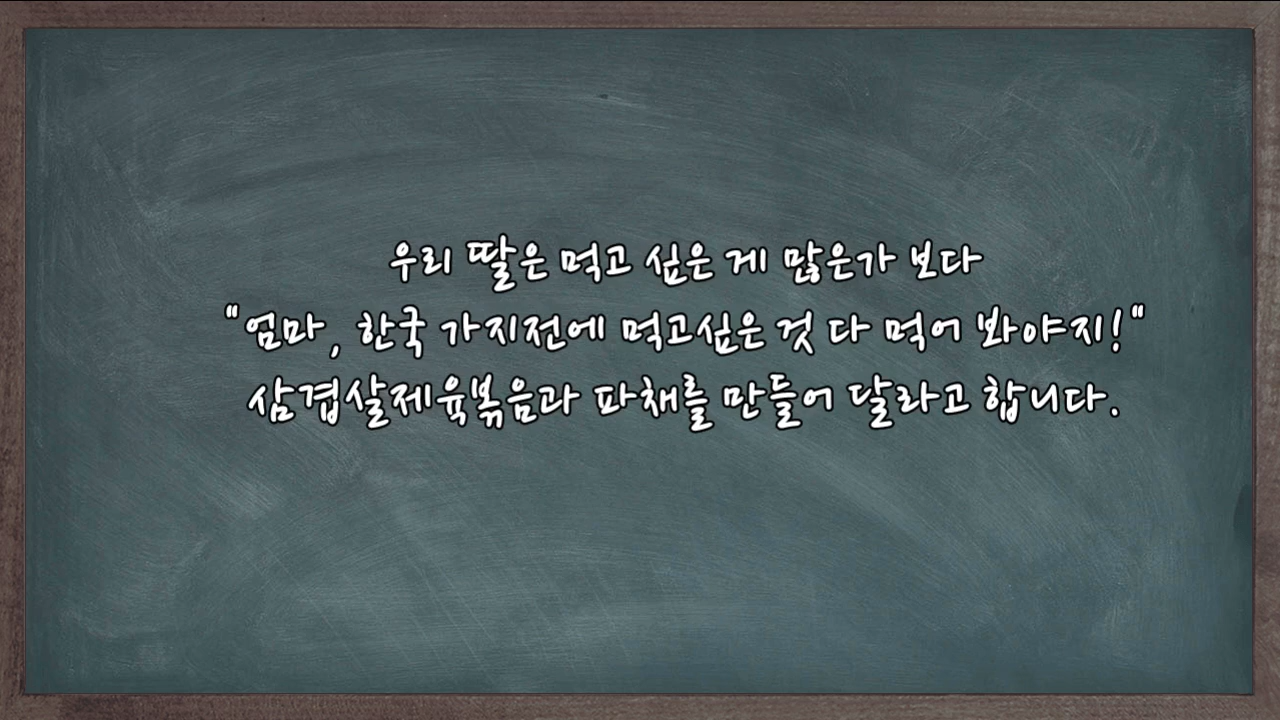 우리 딸은 먹고 싶은 게 많은가 보다
"엄마, 한국 가지전에 먹고싶은 것 다 먹어 봐야지!"
삼겹살제육볶음과 파채를 만들어 달라고 합니다.